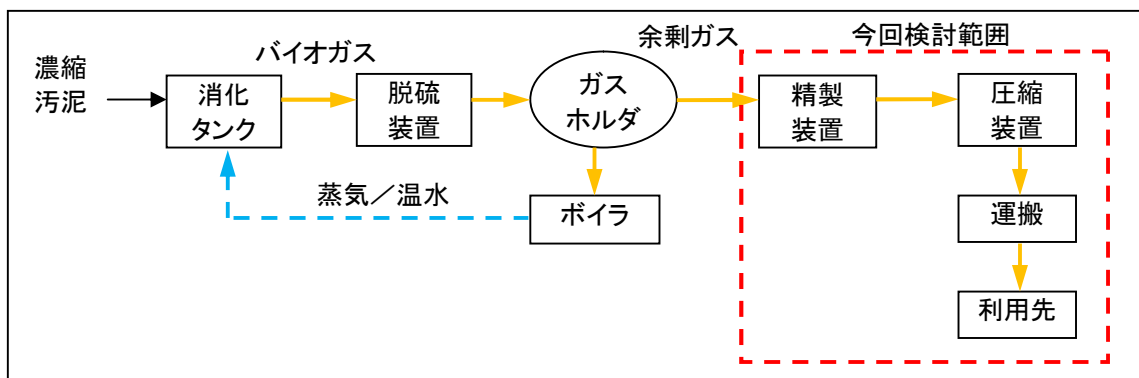 濃縮
汚泥
消化
タンク
バイオガス
脱硫
装置
ガス
ホルダ
余剰ガス
今回検討範囲
精製
装置
圧縮
装置
蒸気／温水
ボイラ
運搬
利用先